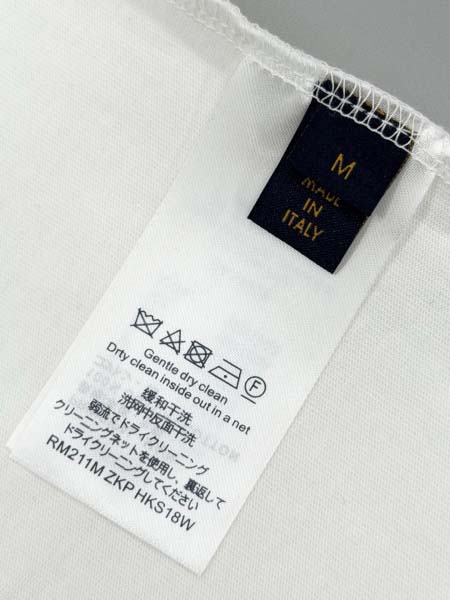 M
MADE
IN
ITALY
Gentle dry clean
Drty clean inside out in a net
缓和干洗
洗网中反面干洗
弱流でドライクリーニング
クリーニングネットを使用し、裏返して
ドライクリーニングしてください
RM211M ZKP HKS18W